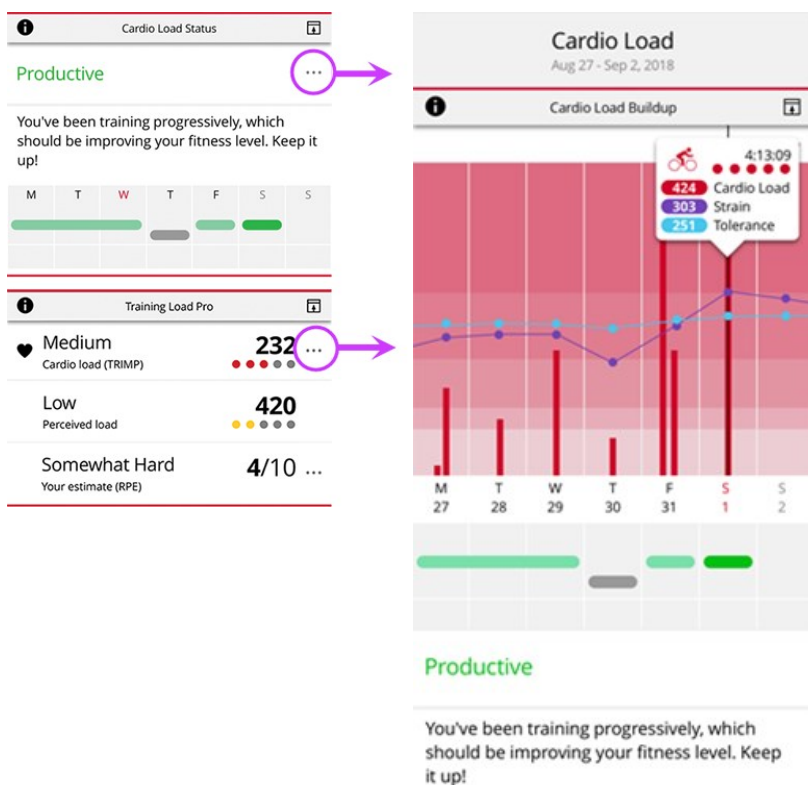 Cardio Load Status
Productive
...
You've been training progressively, which
should be improving your fitness level. Keep it
up!
M T W T F S S
Training Load Pro
Medium 232 ...
Cardio load (TRIMP)
Low 420
Perceived load
Somewhat Hard 4/10 ...
Your estimate (RPE)
Cardio Load
Aug 27 - Sep 2, 2018
Cardio Load Buildup
4:13:09
424 Cardio Load
303 Strain
251 Tolerance
M T W T F S S
27 28 29 30 31 1 2
Productive
You've been training progressively, which
should be improving your fitness level. Keep
it up!